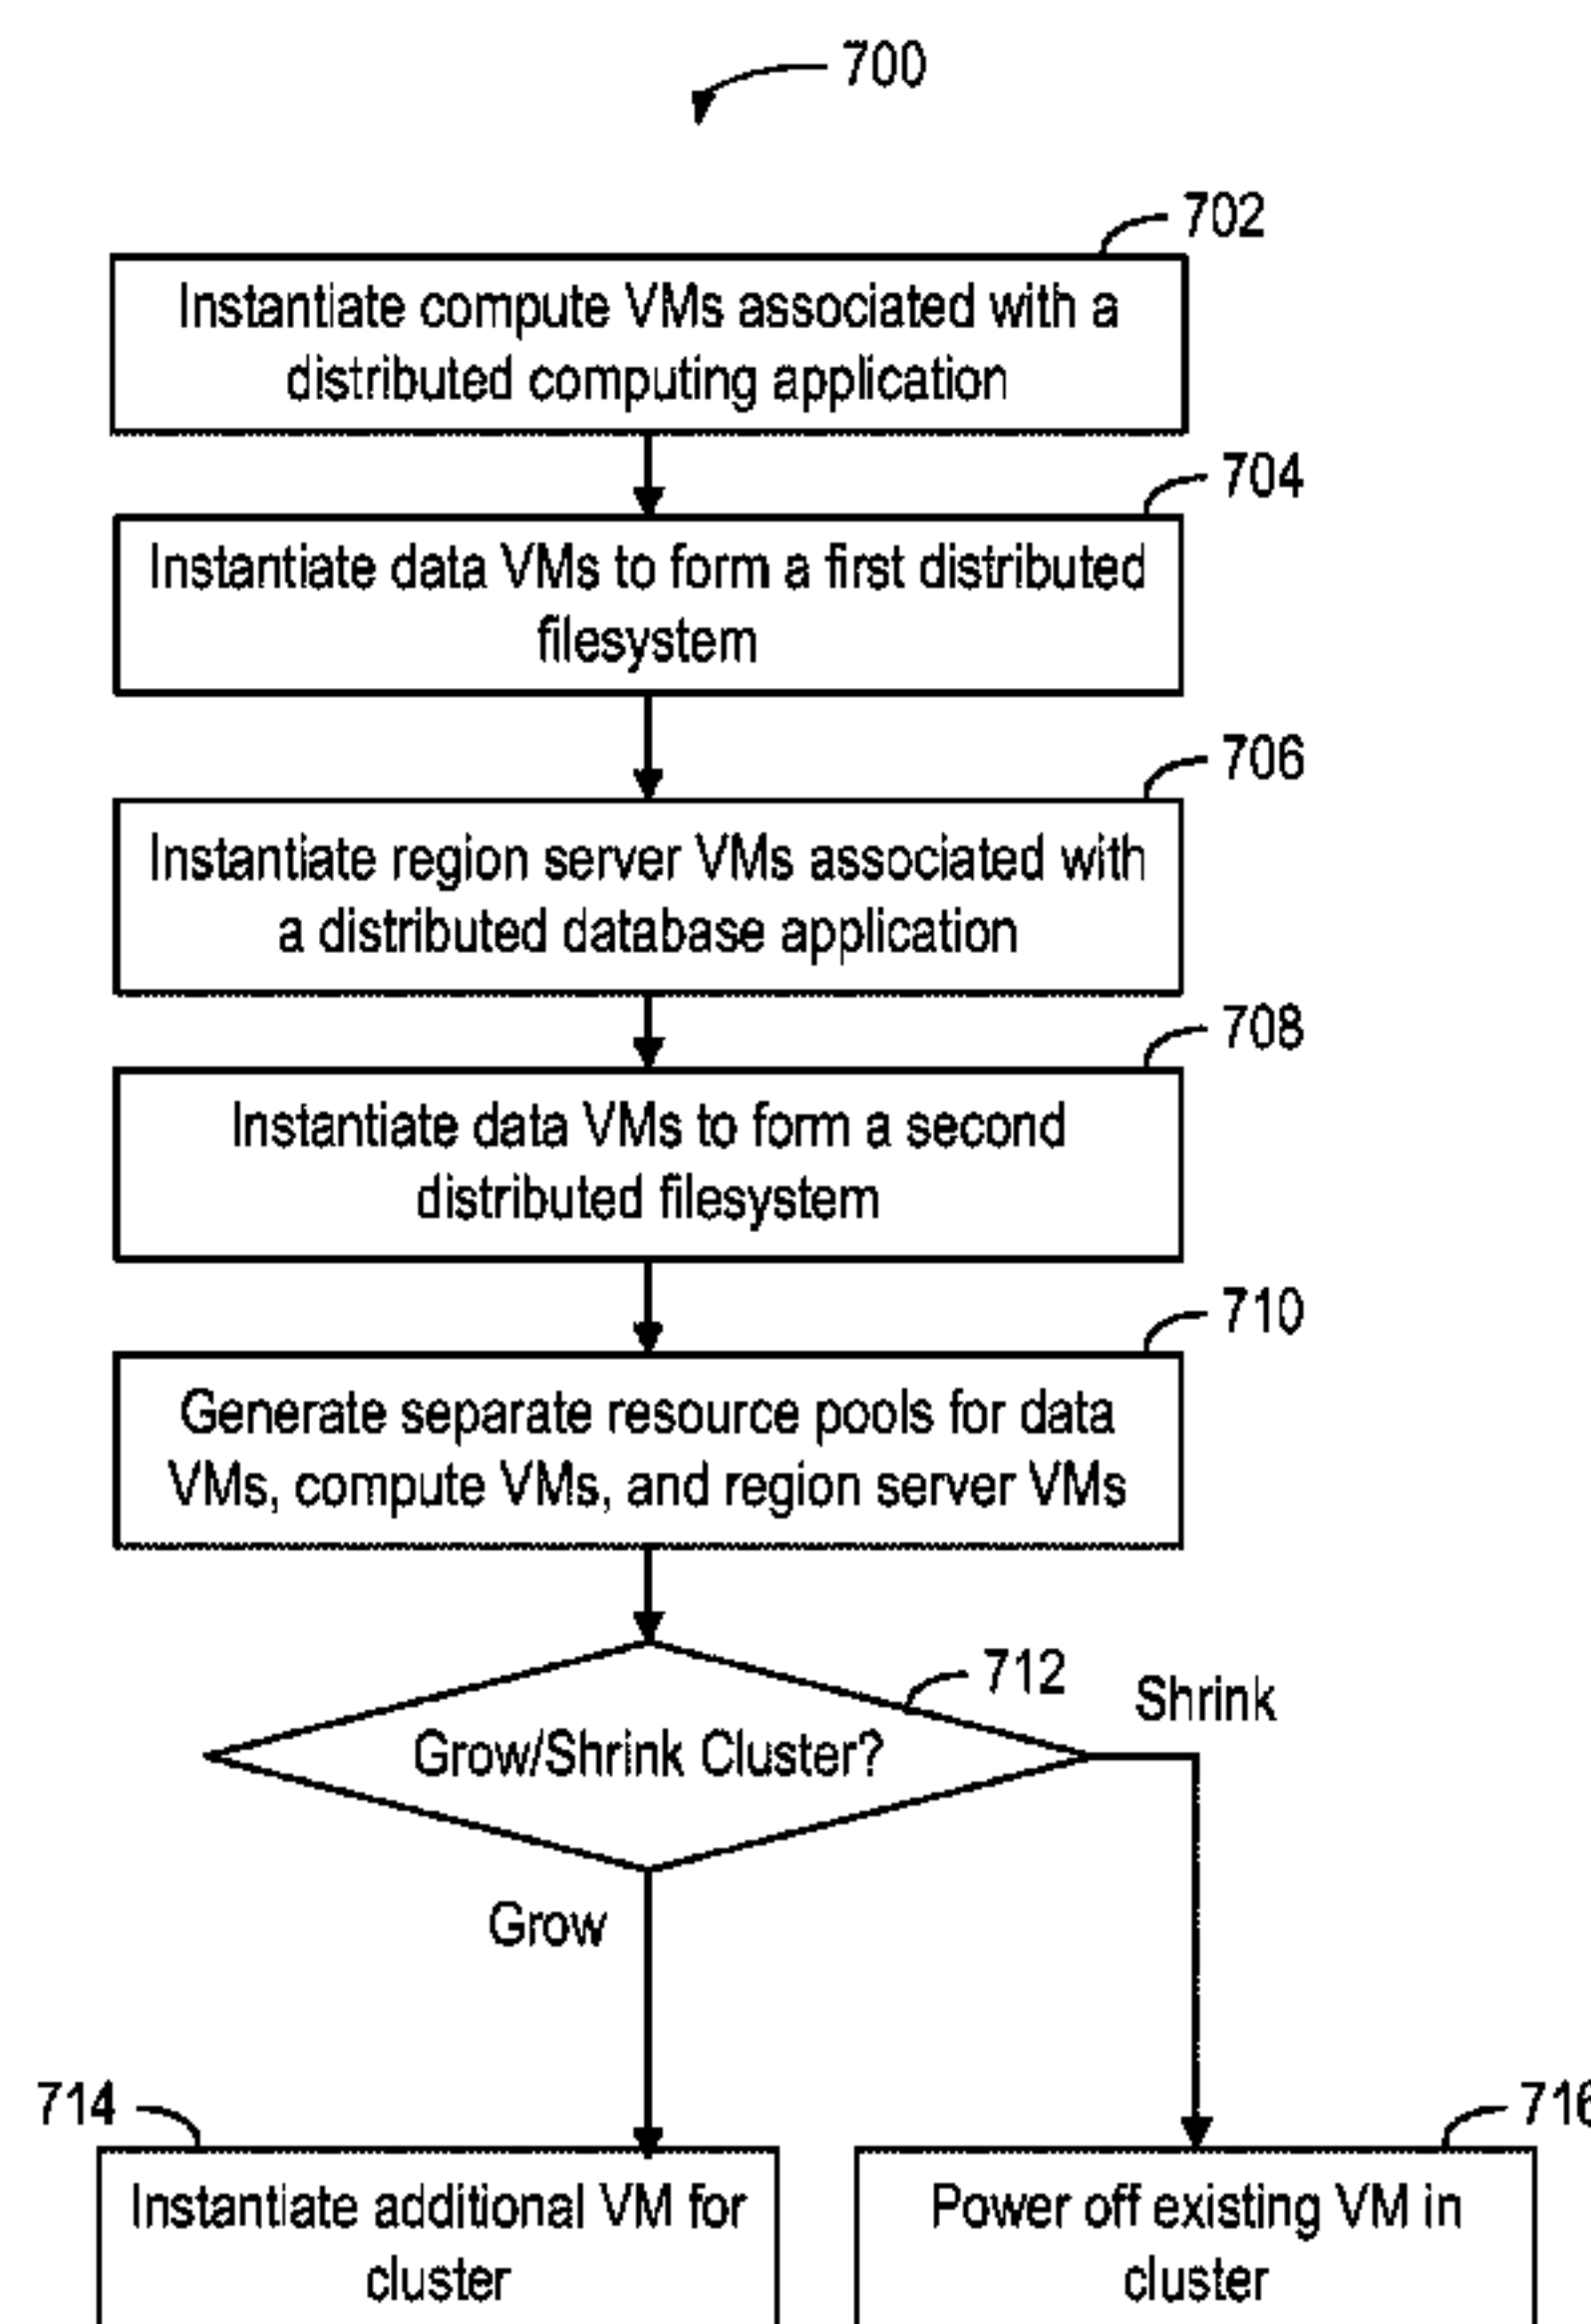 700
702
Instantiate compute VMs associated with a
distributed computing application
704
Instantiate data VMs to form a first distributed
filesystem
706
Instantiate region server VMs associated with
a distributed database application
708
Instantiate data VMs to form a second
distributed filesystem
710
Generate separate resource pools for data
VMs, compute VMs, and region server VMs
712
Shrink
Grow/Shrink Cluster?
Grow
714
716
Instantiate additional VM for
cluster
Power off existing VM in
cluster